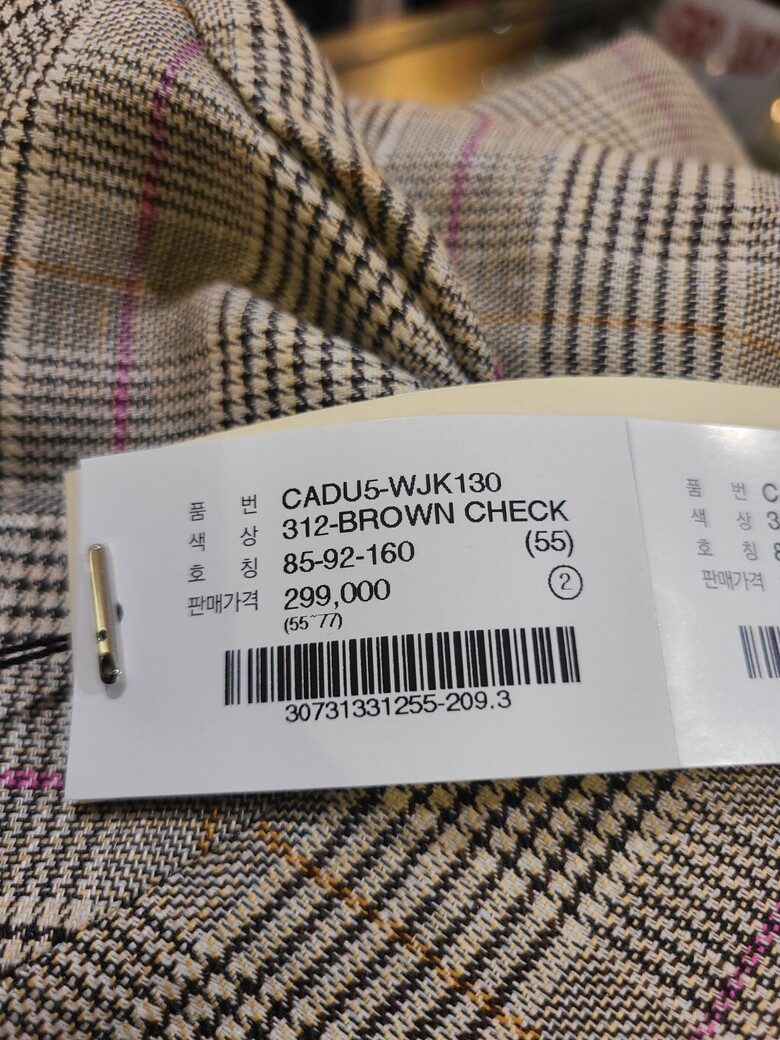 품 번 CADU5-WJK130
색 상 312-BROWN CHECK
호 칭 85-92-160 (55)
판매가격 299,000 ②
(55~77)
30731331255-209.3
품 번 C
색 상 3
호 칭 8
판매가격